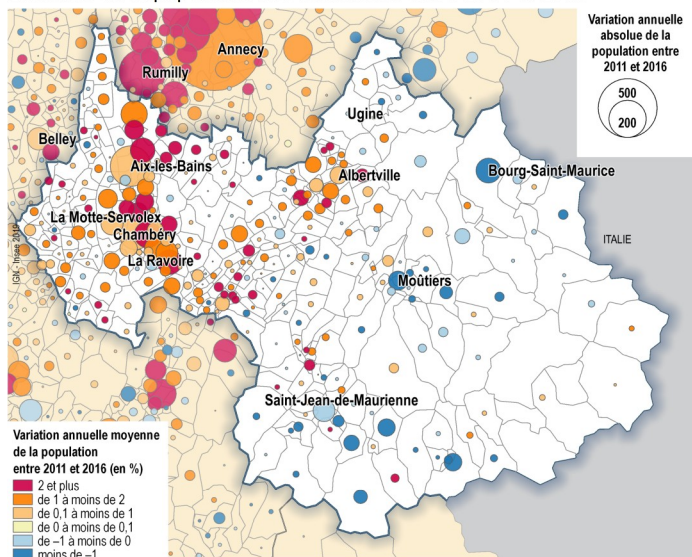 Variation annuelle
absolue de la
population entre
2011 et 2016
500
200
Annecy
Rumilly
Ugine
Belley
Aix-les-Bains
Albertville
Bourg-Saint-Maurice
La Motte-Servolex
Chambéry
ITALIE
La Ravoire
IGN - Insee 2019
Moûtiers
Saint-Jean-de-Maurienne
Variation annuelle moyenne
de la population
entre 2011 et 2016 (en %)
2 et plus
de 1 à moins de 2
de 0,1 à moins de 1
de 0 à moins de 0,1
de –1 à moins de 0
moins de –1